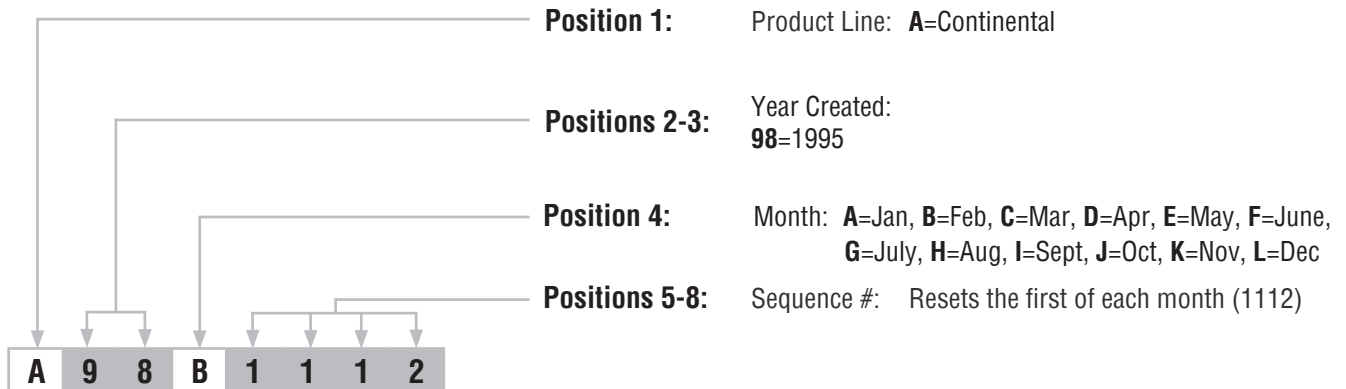 Position 1: Product Line: A=Continental
Positions 2-3: Year Created:
98=1995
Position 4: Month: A=Jan, B=Feb, C=Mar, D=Apr, E=May, F=June,
G=July, H=Aug, I=Sept, J=Oct, K=Nov, L=Dec
Positions 5-8: Sequence #: Resets the first of each month (1112)
A 9 8 B 1 1 1 2